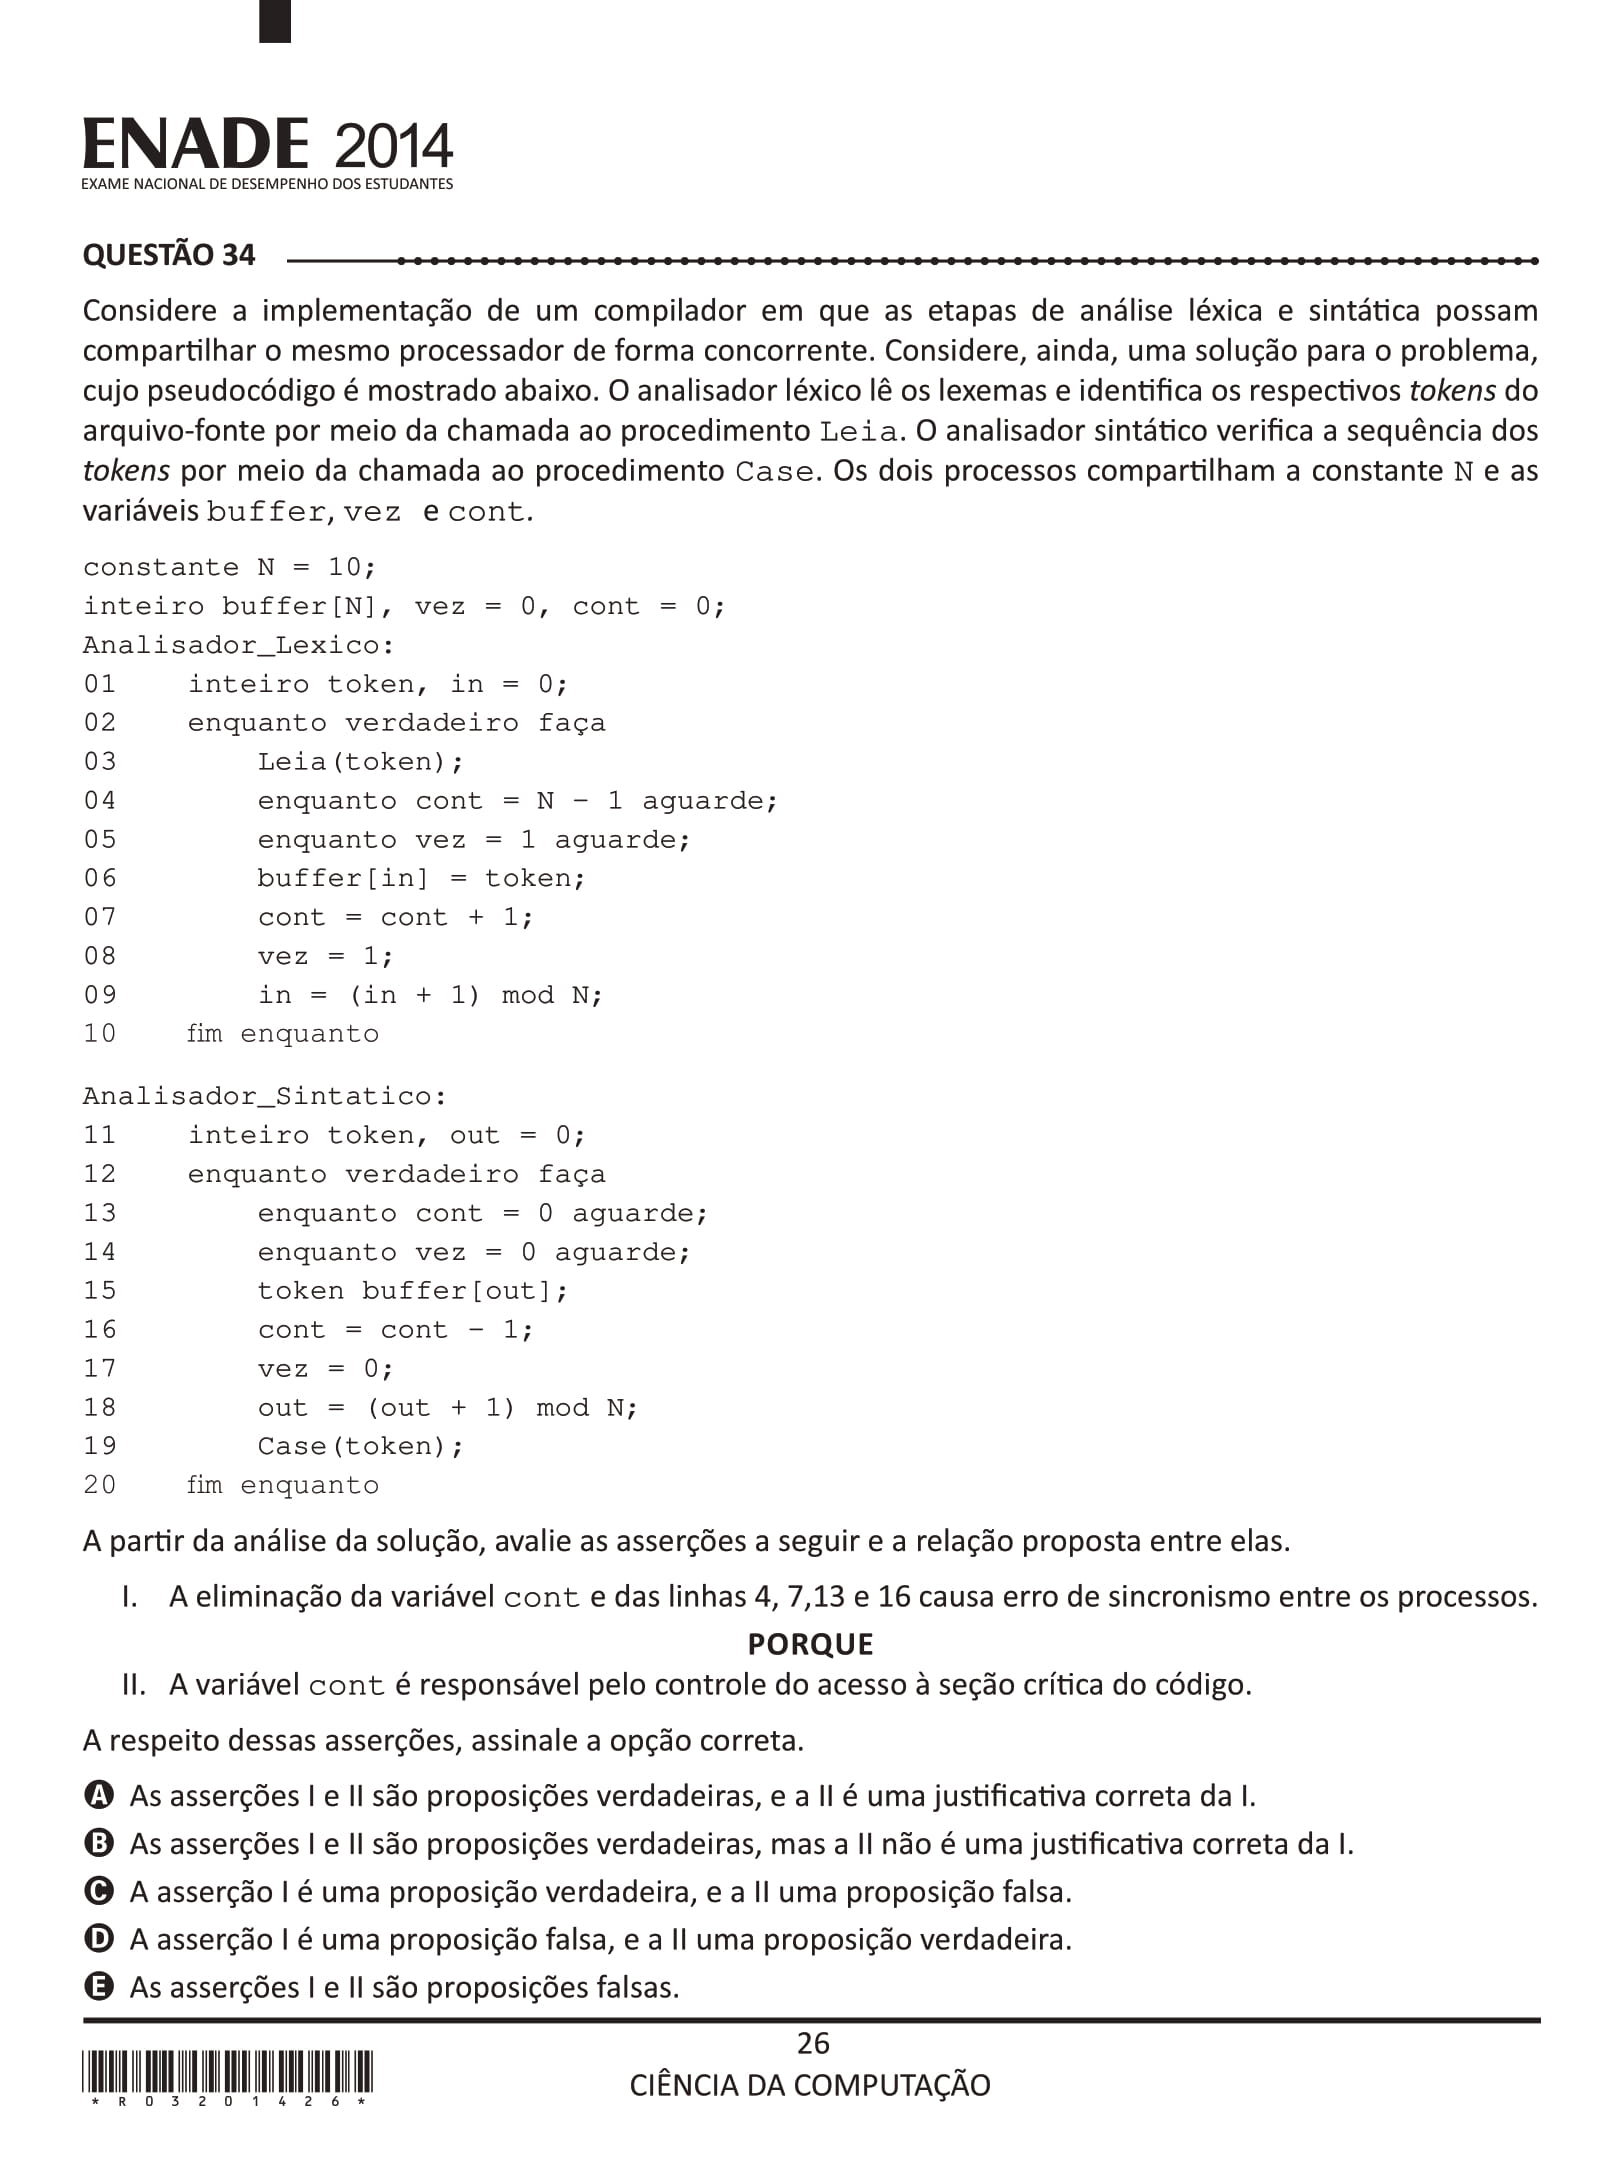 ENADE 2014
EXAME NACIONAL DE DESEMPENHO DOS ESTUDANTES
QUESTÃO 34
Considere a implementação de um compilador em que as etapas de análise léxica e sintática possam
compartilhar o mesmo processador de forma concorrente. Considere, ainda, uma solução para o problema,
cujo pseudocódigo é mostrado abaixo. O analisador léxico lê os lexemas e identifica os respectivos tokens do
arquivo-fonte por meio da chamada ao procedimento Leia. O analisador sintático verifica a sequência dos
tokens por meio da chamada ao procedimento Case. Os dois processos compartilham a constante N e as
variáveis buffer, vez e cont.
constante N = 10;
inteiro buffer[N], vez = 0, cont = 0;
Analisador_Lexico:
01 inteiro token, in = 0;
02 enquanto verdadeiro faça
03 Leia(token);
04 enquanto cont = N – 1 aguarde;
05 enquanto vez = 1 aguarde;
06 buffer[in] = token;
07 cont = cont + 1;
08 vez = 1;
09 in = (in + 1) mod N;
10 fim enquanto
Analisador_Sintatico:
11 inteiro token, out = 0;
12 enquanto verdadeiro faça
13 enquanto cont = 0 aguarde;
14 enquanto vez = 0 aguarde;
15 token buffer[out];
16 cont = cont – 1;
17 vez = 0;
18 out = (out + 1) mod N;
19 Case(token);
20 fim enquanto
A partir da análise da solução, avalie as asserções a seguir e a relação proposta entre elas.
I. A eliminação da variável cont e das linhas 4, 7,13 e 16 causa erro de sincronismo entre os processos.
PORQUE
II. A variável cont é responsável pelo controle do acesso à seção crítica do código.
A respeito dessas asserções, assinale a opção correta.
A As asserções I e II são proposições verdadeiras, e a II é uma justificativa correta da I.
B As asserções I e II são proposições verdadeiras, mas a II não é uma justificativa correta da I.
C A asserção I é uma proposição verdadeira, e a II uma proposição falsa.
D A asserção I é uma proposição falsa, e a II uma proposição verdadeira.
E As asserções I e II são proposições falsas.
26
CIÊNCIA DA COMPUTAÇÃO
* R 0 3 2 0 1 4 2 6 *